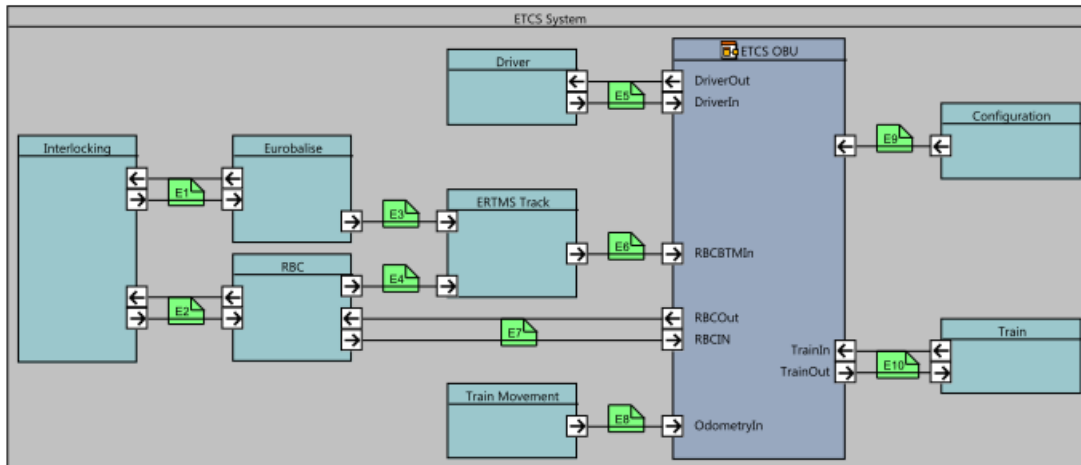 ETCS System
Driver
ETCS OBU
DriverOut
E5
DriverIn
Configuration
E9
Interlocking
Eurobalise
E1
ERTMS Track
E3
E6
RBCBTMIn
RBC
E4
E2
RBCOut
E7
RBCIN
Train
TrainIn
E10
TrainOut
Train Movement
E8
OdometryIn